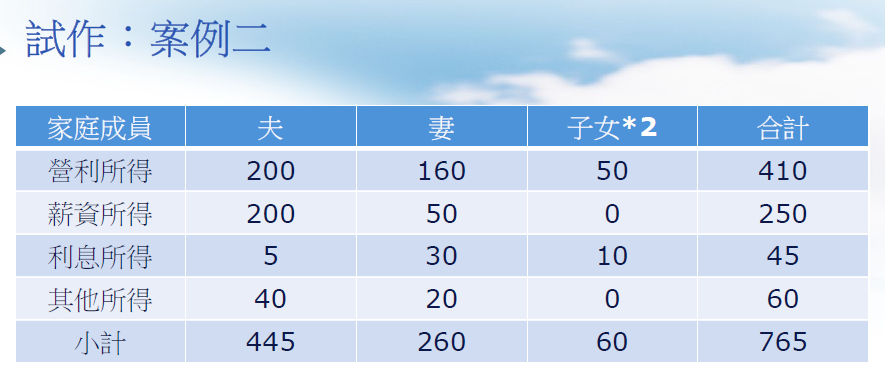 試作：案例二
家庭成員 夫 妻 子女*2 合計
營利所得 200 160 50 410
薪資所得 200 50 0 250
利息所得 5 30 10 45
其他所得 40 20 0 60
小計 445 260 60 765